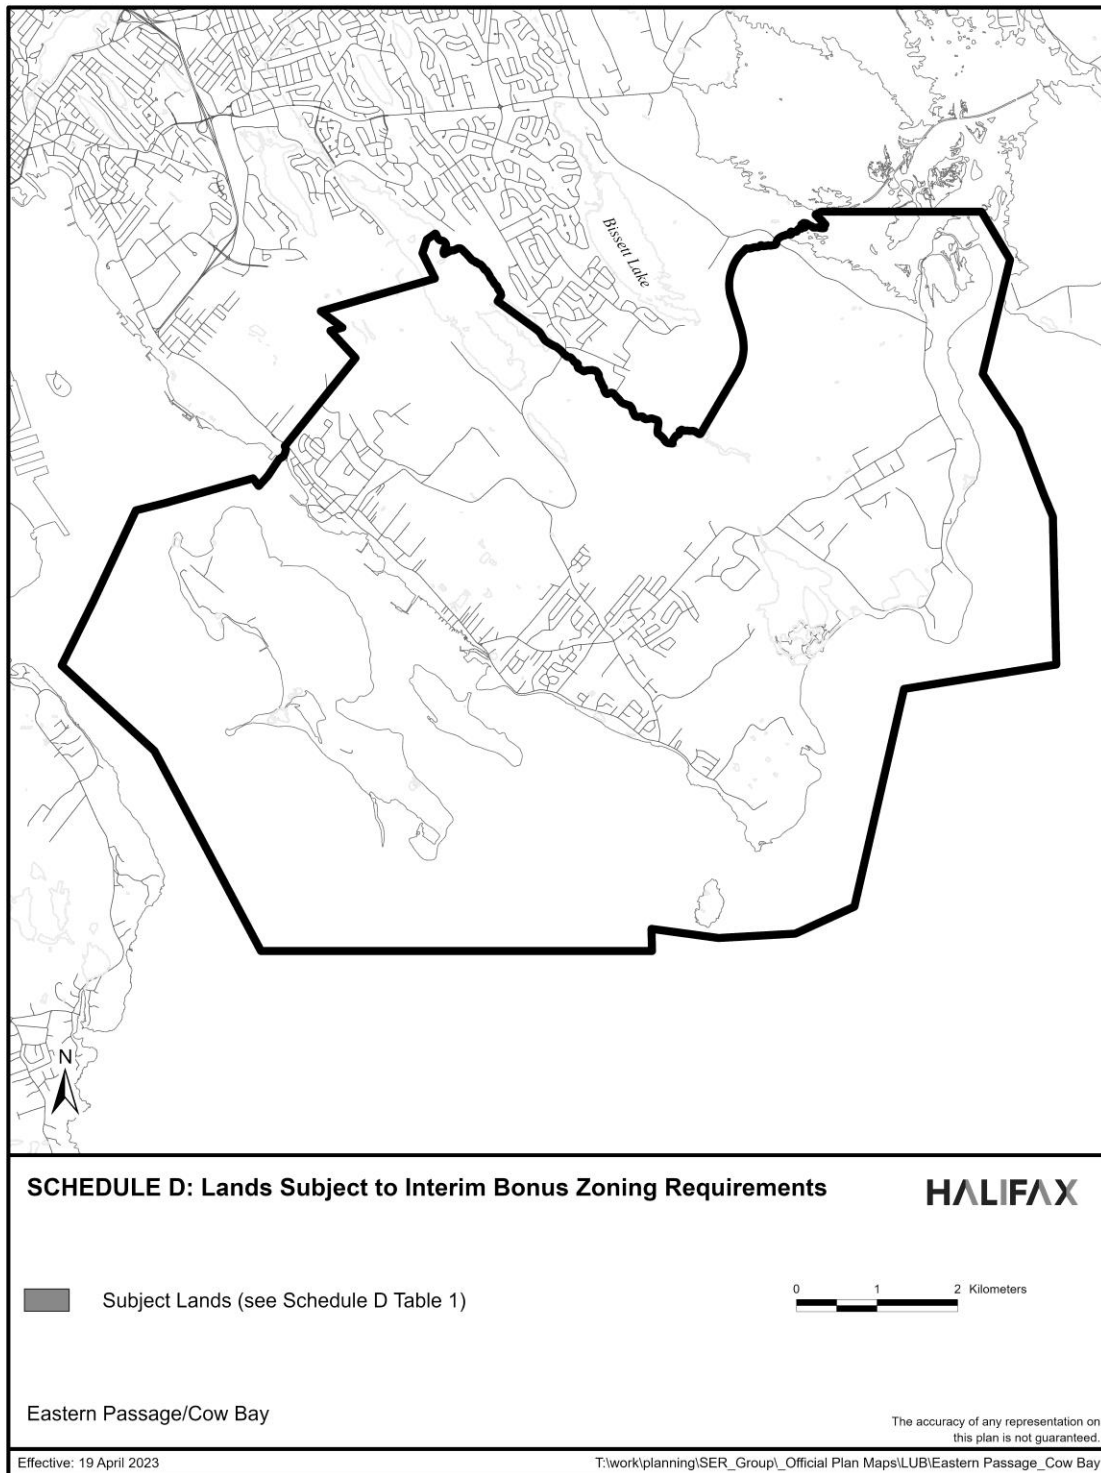 Bissett Lake
N
SCHEDULE D: Lands Subject to Interim Bonus Zoning Requirements
HALIFAX
Subject Lands (see Schedule D Table 1)
0 1 2 Kilometers
Eastern Passage/Cow Bay
The accuracy of any representation on
this plan is not guaranteed.
Effective: 19 April 2023
T:\work\planning\SER_Group\_Official Plan Maps\LUB\Eastern Passage_Cow Bay